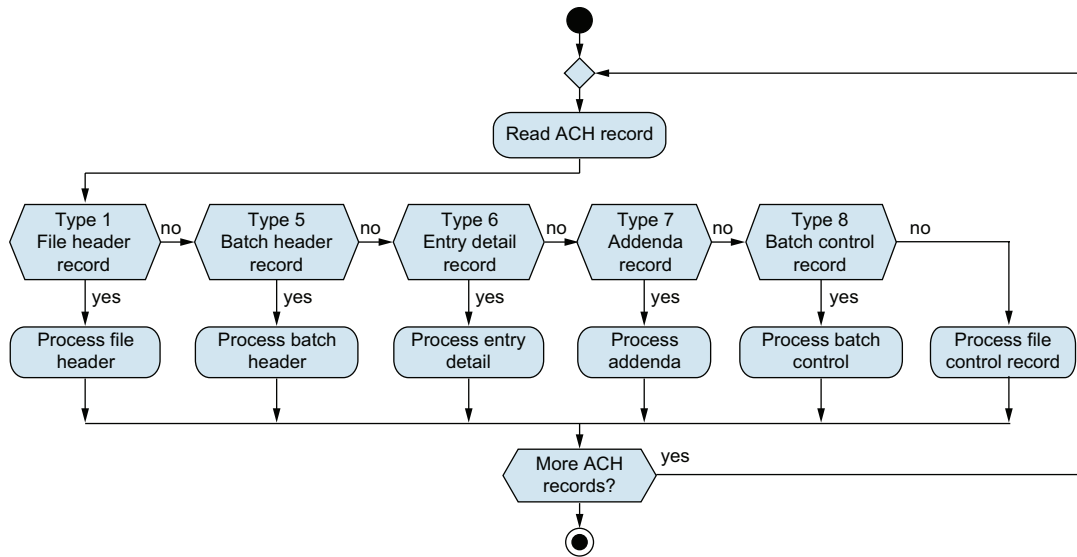 Read ACH record
Type 1
File header
record
no
Type 5
Batch header
record
no
Type 6
Entry detail
record
no
Type 7
Addenda
record
no
Type 8
Batch control
record
no
yes
yes
yes
yes
yes
Process file
header
Process batch
header
Process entry
detail
Process
addenda
Process batch
control
Process file
control record
More ACH
records?
yes